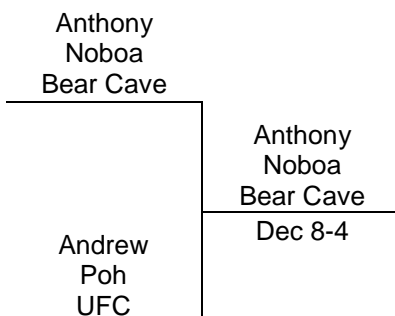 Anthony
Noboa
Bear Cave
Anthony
Noboa
Bear Cave
Dec 8-4
Andrew
Poh
UFC